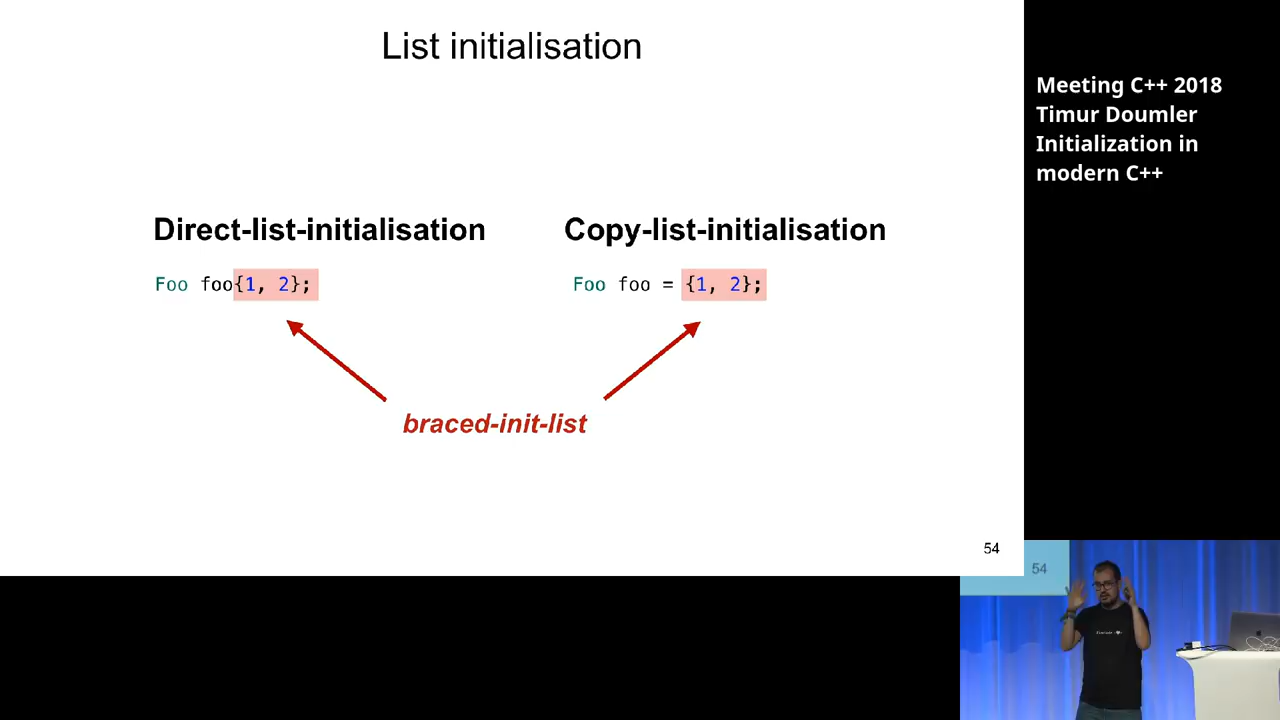 List initialisation
Meeting C++ 2018
Timur Doumler
Initialization in
modern C++
Direct-list-initialisation
Copy-list-initialisation
Foo foo{1, 2};
Foo foo = {1, 2};
braced-init-list
54
54